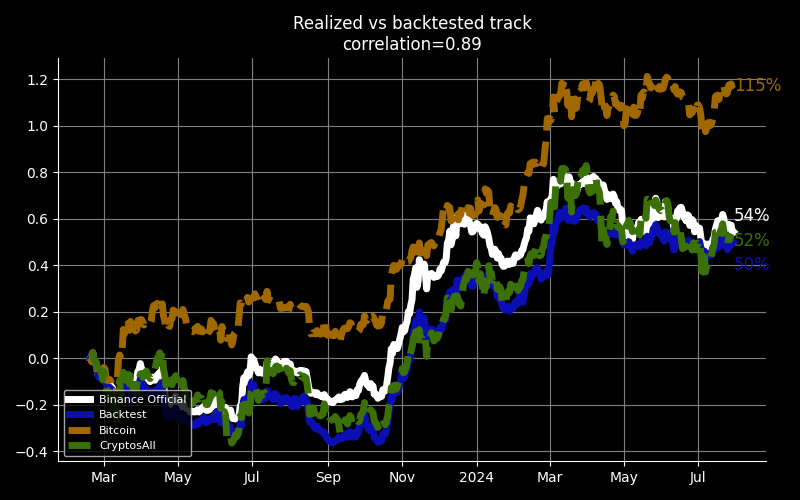 Realized vs backtested track
correlation=0.89
1.2
1.0
0.8
0.6
0.4
0.2
0.0
−0.2
−0.4
115%
54%
52%
50%
Binance Official
Backtest
Bitcoin
CryptosAll
Mar May Jul Sep Nov 2024 Mar May Jul